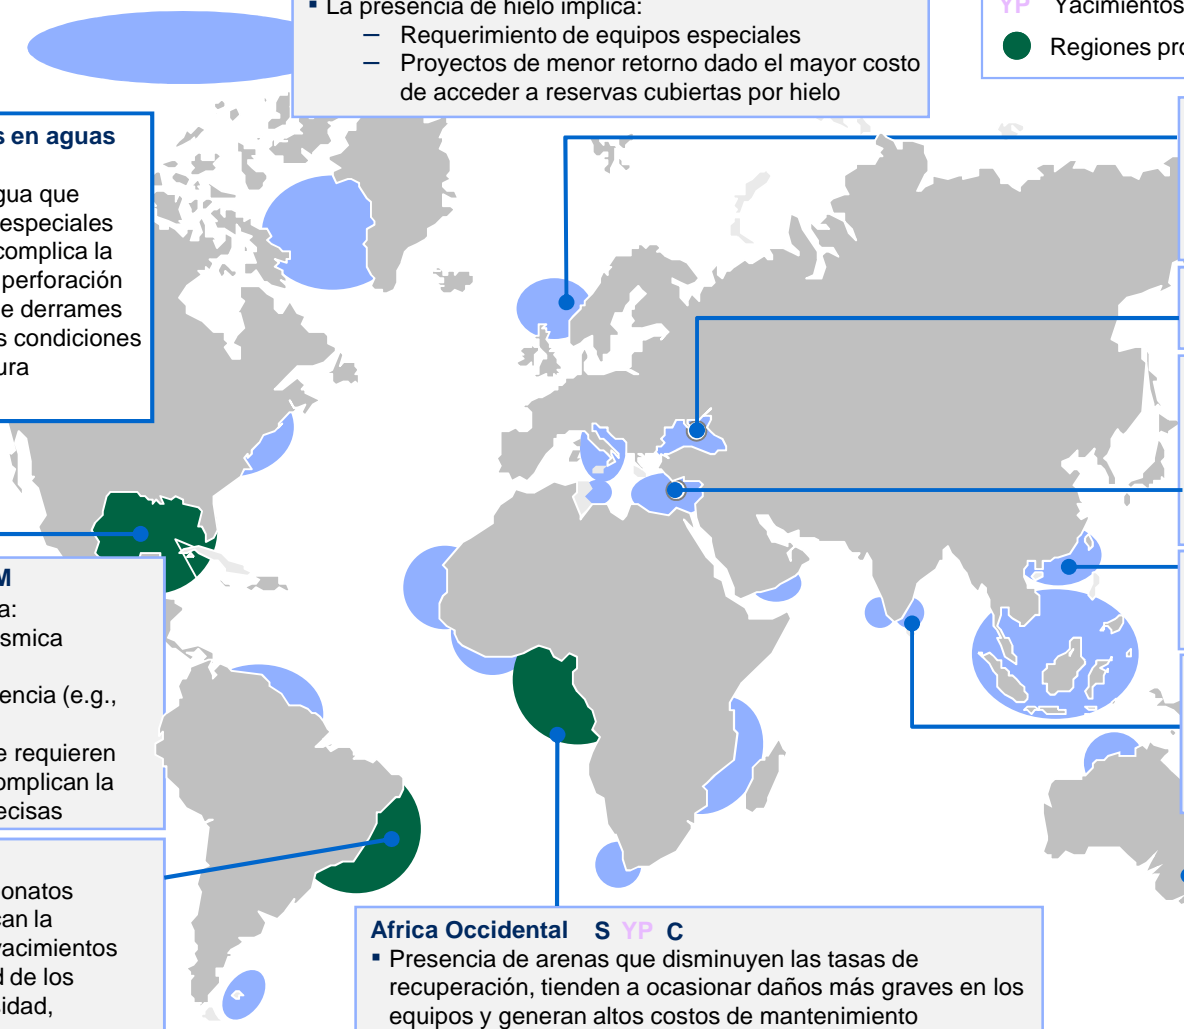 ▪ La presencia de hielo implica:
– Requerimiento de equipos especiales
– Proyectos de menor retorno dado el mayor costo
de acceder a reservas cubiertas por hielo
YP Yacimientos
Regiones pro
s en aguas
gua que
especiales
complica la
perforación
e derrames
s condiciones
ura
M
a:
smica
encia (e.g.,
e requieren
omplican la
ecisas
onatos
can la
yacimientos
d de los
sidad,
Africa Occidental S YP C
▪ Presencia de arenas que disminuyen las tasas de
recuperación, tienden a ocasionar daños más graves en los
equipos y generan altos costos de mantenimiento